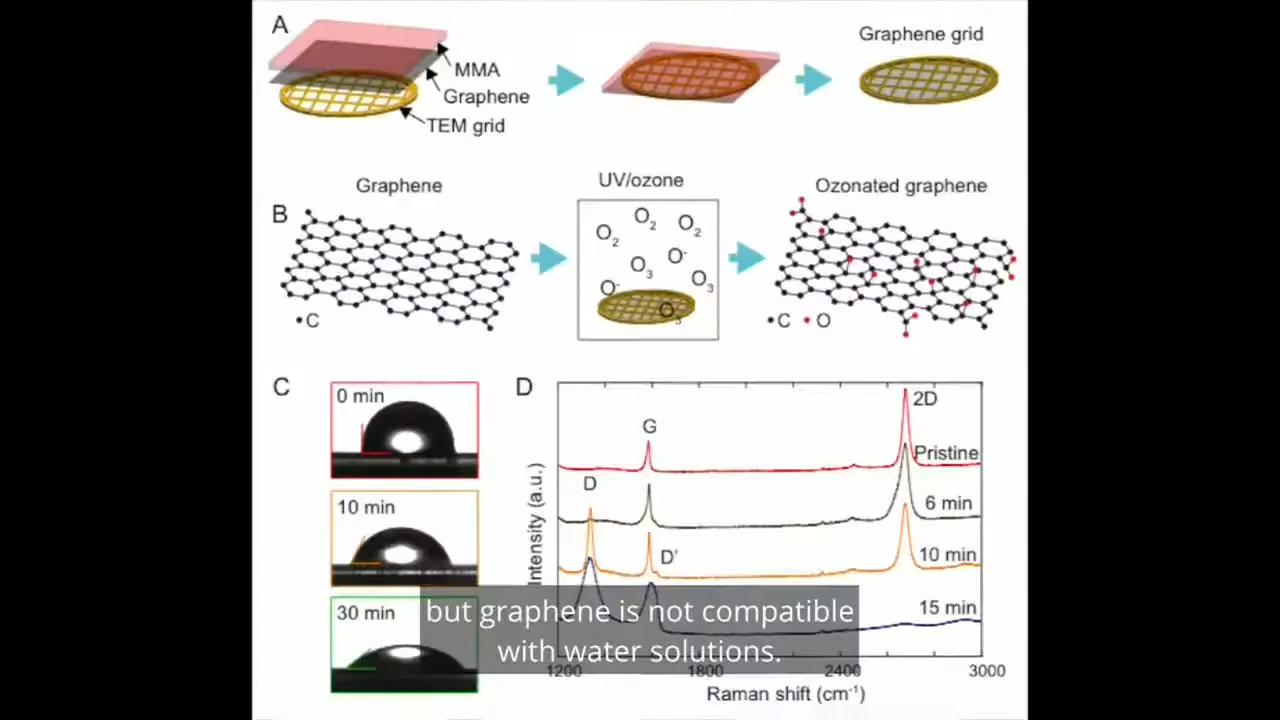 A
MMA
Graphene
TEM grid
Graphene grid
B
Graphene
UV/ozone
Ozonated graphene
O2
O2
O2
O3
O-
O3
O-
O3
C
C O
C
0 min
10 min
30 min
D
Intensity (a.u.)
2D
G
Pristine
D
6 min
D'
10 min
15 min
1200 1800 2400 3000
Raman shift (cm-1)
but graphene is not compatible
with water solutions.